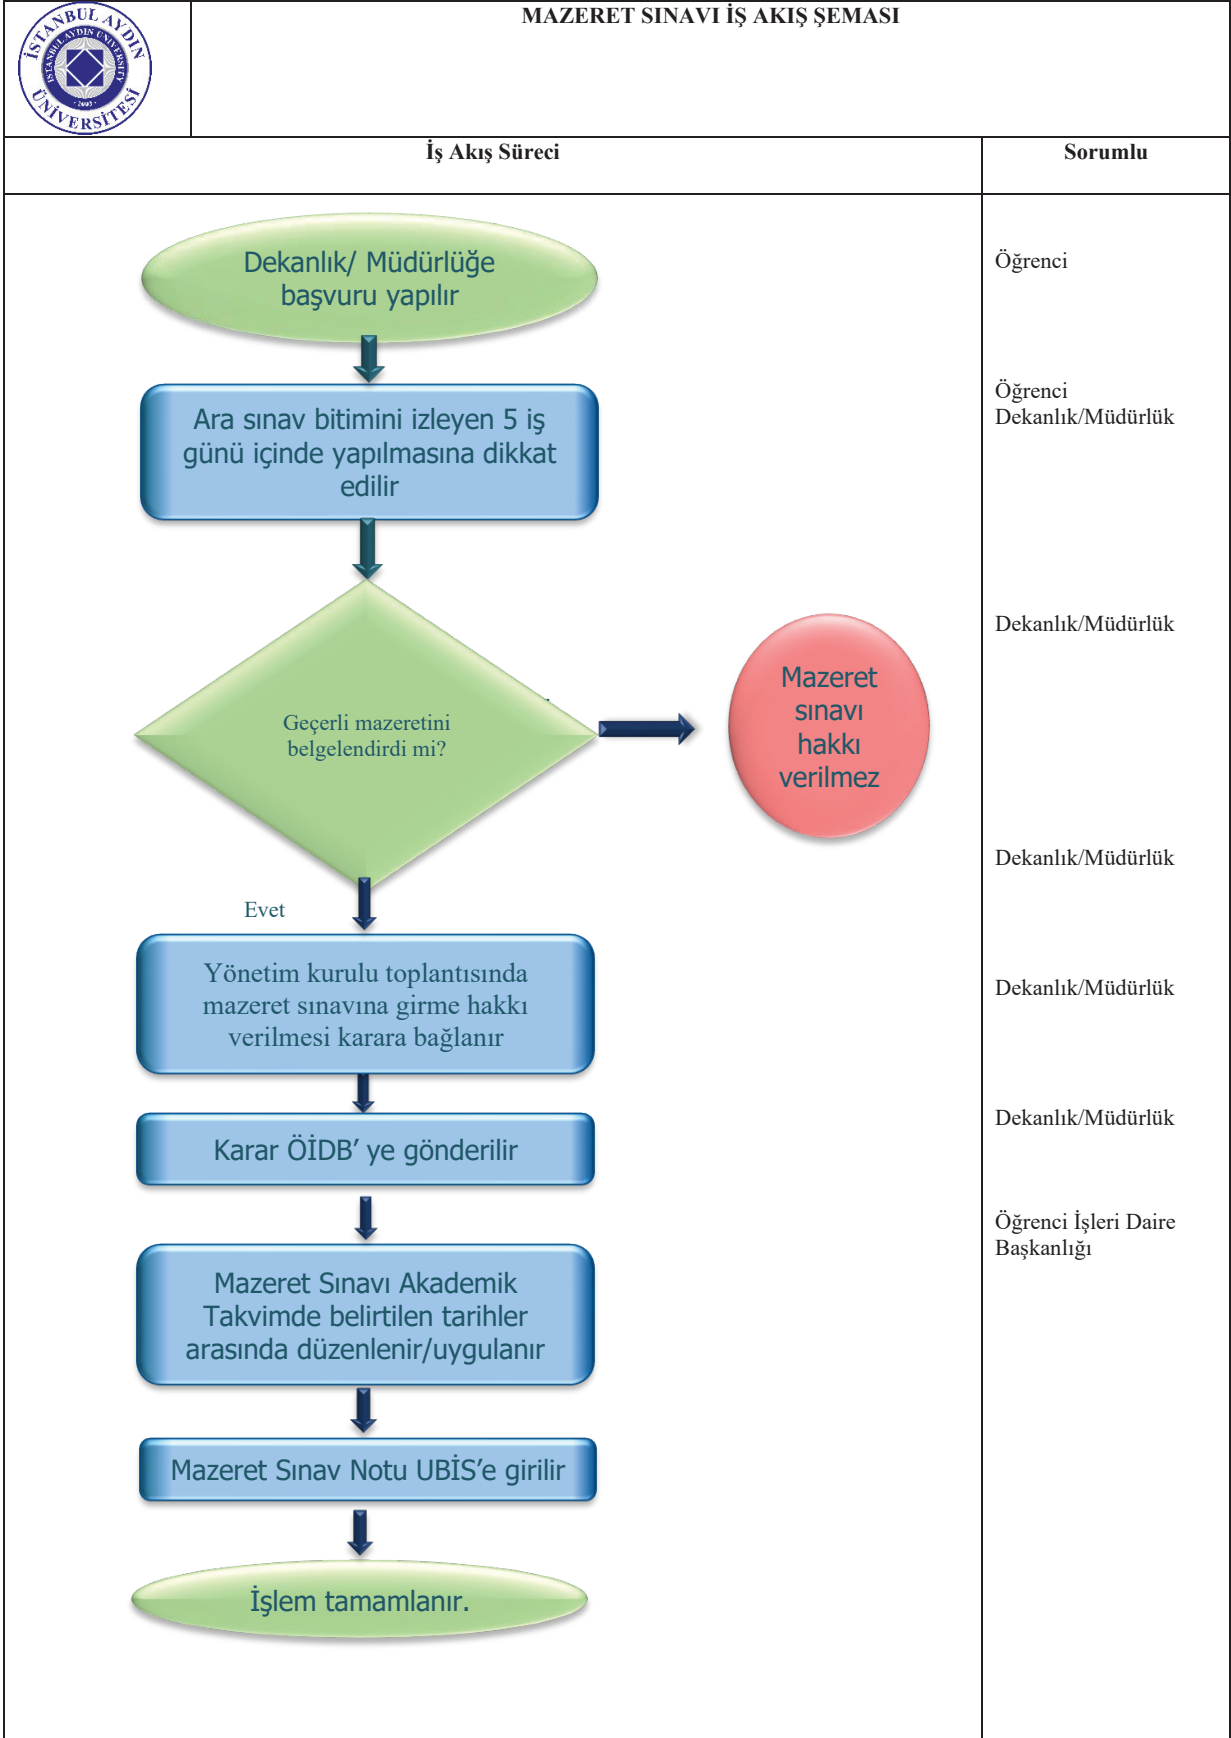 İSTANBUL AYDIN
ÜNİVERSİTESİ
ISTANBUL AYDIN UNIVERSITY
MAZERET SINAVI İŞ AKIŞ ŞEMASI
İş Akış Süreci
Sorumlu
Dekanlık/ Müdürlüğe
başvuru yapılır
Öğrenci
Ara sınav bitimini izleyen 5 iş
günü içinde yapılmasına dikkat
edilir
Öğrenci
Dekanlık/Müdürlük
Geçerli mazeretini
belgelendirdi mi?
Mazeret
sınavı
hakkı
verilmez
Dekanlık/Müdürlük
Evet
Dekanlık/Müdürlük
Yönetim kurulu toplantısında
mazeret sınavına girme hakkı
verilmesi karara bağlanır
Dekanlık/Müdürlük
Karar ÖİDB’ ye gönderilir
Dekanlık/Müdürlük
Mazeret Sınavı Akademik
Takvimde belirtilen tarihler
arasında düzenlenir/uygulanır
Öğrenci İşleri Daire
Başkanlığı
Mazeret Sınav Notu UBİS’e girilir
İşlem tamamlanır.